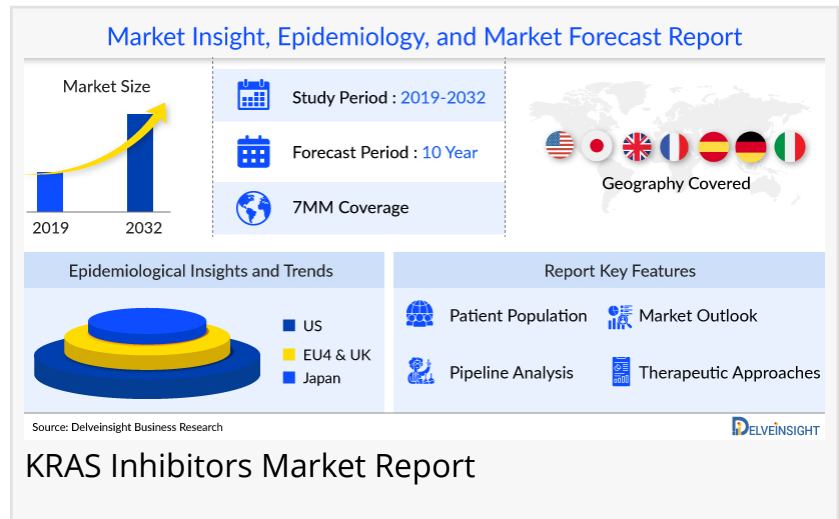 Market Insight, Epidemiology, and Market Forecast Report
Market Size
2019
2032
Study Period : 2019-2032
Forecast Period : 10 Year
7MM Coverage
Geography Covered
Epidemiological Insights and Trends
US
EU4 & UK
Japan
Report Key Features
Patient Population
Market Outlook
Pipeline Analysis
Therapeutic Approaches
Source: Delveinsight Business Research
DELVEINSIGHT
KRAS Inhibitors Market Report